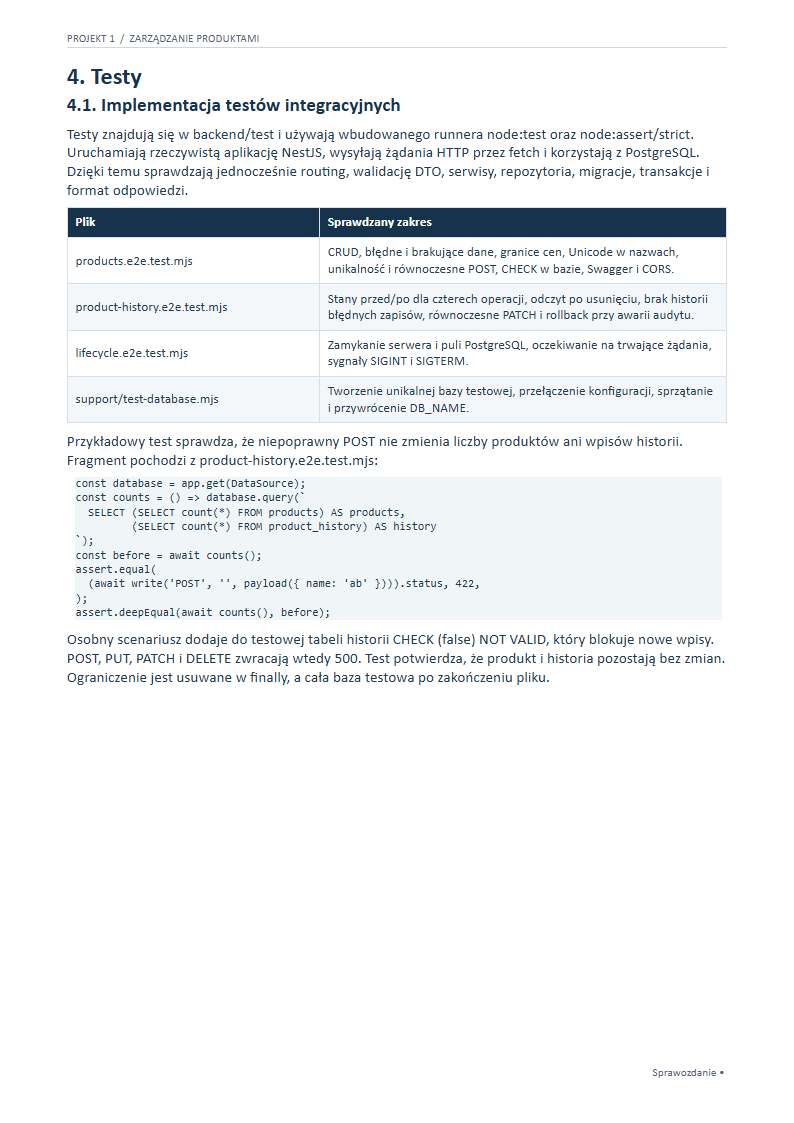 PROJEKT 1 / ZARZĄDZANIE PRODUKTAMI
4. Testy
4.1. Implementacja testów integracyjnych
Testy znajdują się w backend/test i używają wbudowanego runnera node:test oraz node:assert/strict.
Uruchamiają rzeczywistą aplikację NestJS, wysyłają żądania HTTP przez fetch i korzystają z PostgreSQL.
Dzięki temu sprawdzają jednocześnie routing, walidację DTO, serwisy, repozytoria, migracje, transakcje i
format odpowiedzi.
Plik
Sprawdzany zakres
products.e2e.test.mjs
CRUD, błędne i brakujące dane, granice cen, Unicode w nazwach,
unikalność i równoczesne POST, CHECK w bazie, Swagger i CORS.
product-history.e2e.test.mjs
Stany przed/po dla czterech operacji, odczyt po usunięciu, brak historii
błędnych zapisów, równoczesne PATCH i rollback przy awarii audytu.
lifecycle.e2e.test.mjs
Zamykanie serwera i puli PostgreSQL, oczekiwanie na trwające żądania,
sygnały SIGINT i SIGTERM.
support/test-database.mjs
Tworzenie unikalnej bazy testowej, przełączenie konfiguracji, sprzątanie
i przywrócenie DB_NAME.
Przykładowy test sprawdza, że niepoprawny POST nie zmienia liczby produktów ani wpisów historii.
Fragment pochodzi z product-history.e2e.test.mjs:
const database = app.get(DataSource);
const counts = () => database.query(`
  SELECT (SELECT count(*) FROM products) AS products,
         (SELECT count(*) FROM product_history) AS history
`);
const before = await counts();
assert.equal(
  (await write('POST', '', payload({ name: 'ab' }))).status, 422,
);
assert.deepEqual(await counts(), before);
Osobny scenariusz dodaje do testowej tabeli historii CHECK (false) NOT VALID, który blokuje nowe wpisy.
POST, PUT, PATCH i DELETE zwracają wtedy 500. Test potwierdza, że produkt i historia pozostają bez zmian.
Ograniczenie jest usuwane w finally, a cała baza testowa po zakończeniu pliku.
Sprawozdanie •